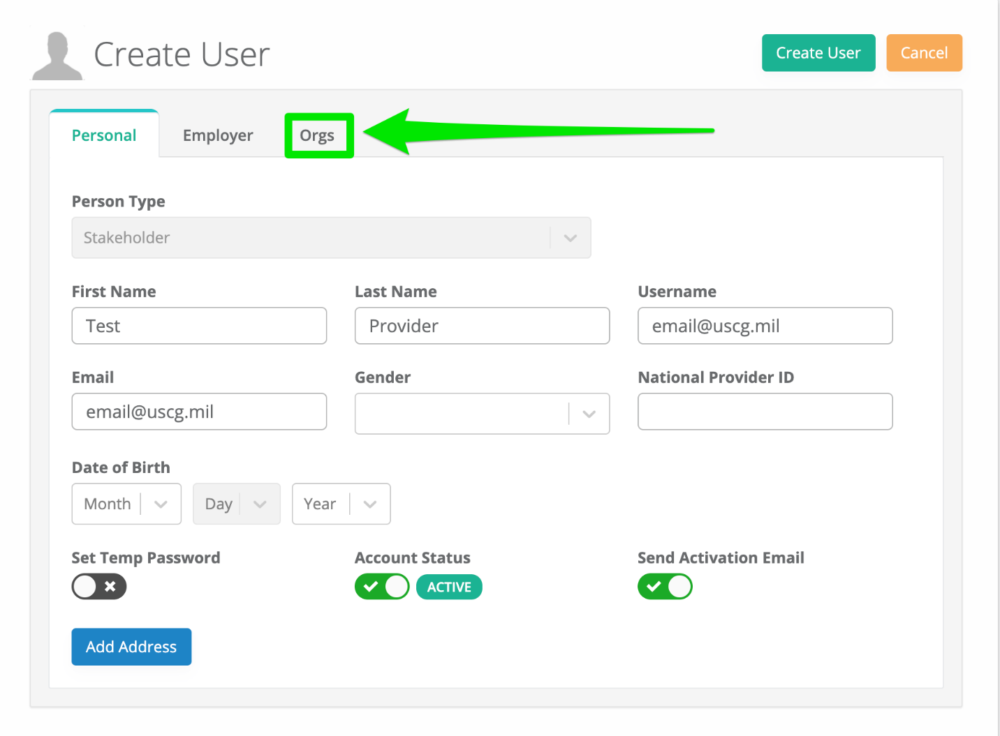 Create User
Create User Cancel
Personal Employer Orgs
Person Type
Stakeholder
First Name Last Name Username
Test Provider email@uscg.mil
Email Gender National Provider ID
email@uscg.mil
Date of Birth
Month Day Year
Set Temp Password Account Status Send Activation Email
ACTIVE
Add Address